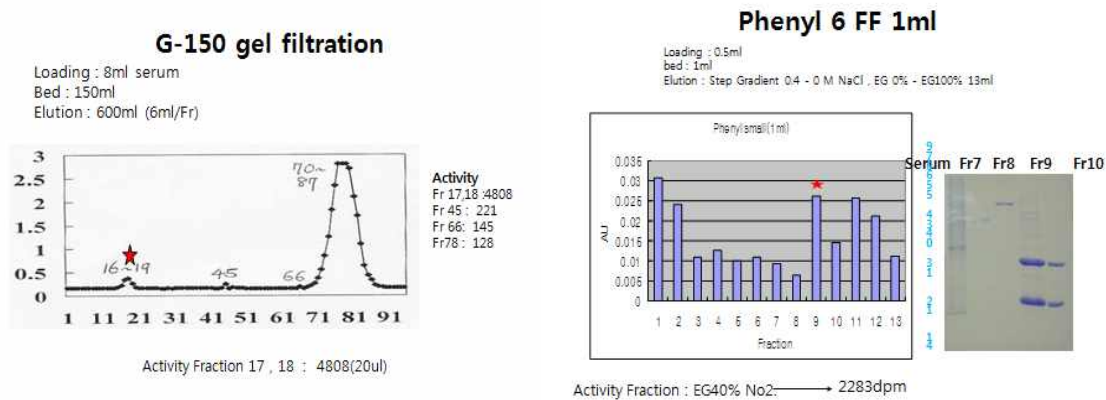 G-150 gel filtration
Loading : 8ml serum
Bed : 150ml
Elution : 600ml (6ml/Fr)
3
2.5
2
1.5
1
0.5
0
70~
87
16~19
45
66
1 11 21 31 41 51 61 71 81 91
Activity
Fr 17,18 :4808
Fr 45 : 221
Fr 66: 145
Fr78 : 128
Activity Fraction 17 , 18 : 4808(20ul)
Phenyl 6 FF 1ml
Loading : 0.5ml
bed : 1ml
Elution : Step Gradient 0.4 - 0 M NaCl , EG 0% - EG100% 13ml
Phenyl small(1ml)
0.035
0.03
0.025
0.02
0.015
0.01
0.005
0
1 2 3 4 5 6 7 8 9 10 11 12 13
Fraction
Serum Fr7 Fr8 Fr9 Fr10
Activity Fraction : EG40% No2. 2283dpm